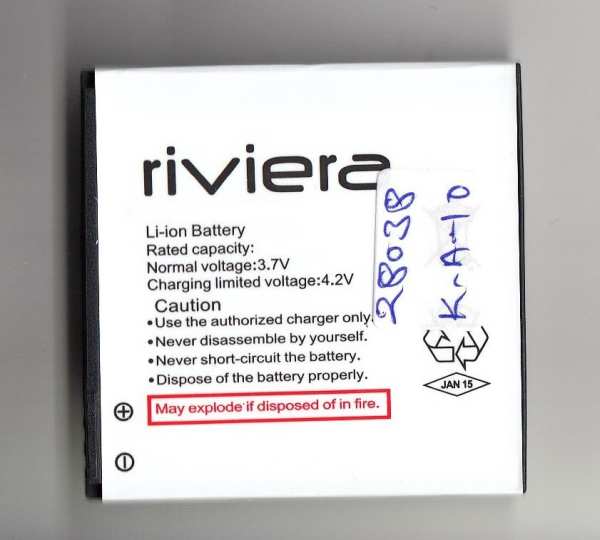 riviera
Li-ion Battery
Rated capacity:
Normal voltage:3.7V
Charging limited voltage:4.2V
Caution
•Use the authorized charger only.
•Never disassemble by yourself.
•Never short-circuit the battery.
•Dispose of the battery properly.
May explode if disposed of in fire.
JAN 15
2B03B
K-A-10